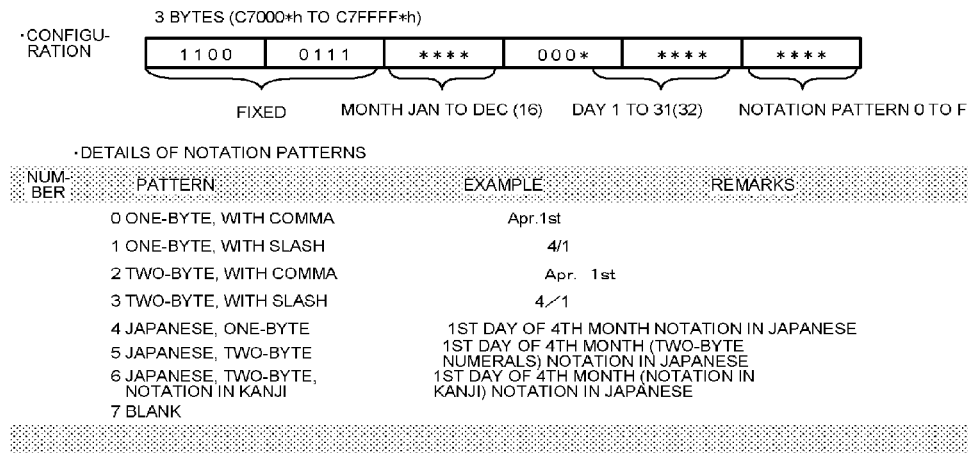 3 BYTES (C7000*h TO C7FFFF*h)
·CONFIGU-
RATION
1100 0111 **** 000* **** ****
FIXED MONTH JAN TO DEC (16) DAY 1 TO 31(32) NOTATION PATTERN 0 TO F
·DETAILS OF NOTATION PATTERNS
NUM-
BER PATTERN EXAMPLE REMARKS
0 ONE-BYTE, WITH COMMA Apr.1st
1 ONE-BYTE, WITH SLASH 4/1
2 TWO-BYTE, WITH COMMA Apr. 1st
3 TWO-BYTE, WITH SLASH 4／1
4 JAPANESE, ONE-BYTE 1ST DAY OF 4TH MONTH NOTATION IN JAPANESE
5 JAPANESE, TWO-BYTE 1ST DAY OF 4TH MONTH (TWO-BYTE
NUMERALS) NOTATION IN JAPANESE
6 JAPANESE, TWO-BYTE, 1ST DAY OF 4TH MONTH (NOTATION IN
NOTATION IN KANJI KANJI) NOTATION IN JAPANESE
7 BLANK